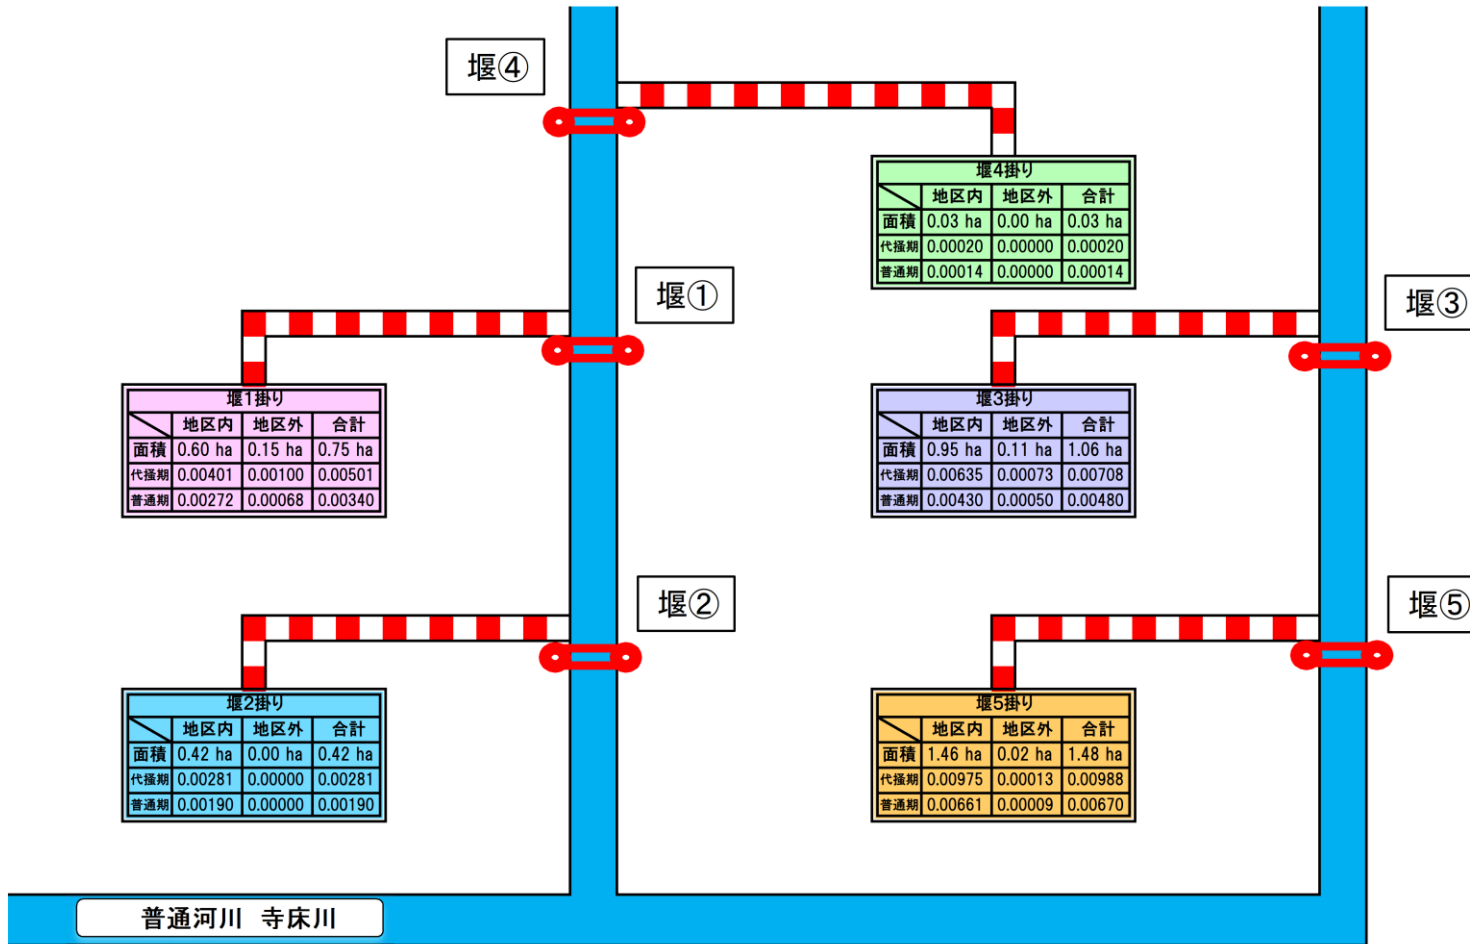 堰④
堰4掛り
地区内 地区外 合計
面積 0.03 ha 0.00 ha 0.03 ha
代掻期 0.00020 0.00000 0.00020
普通期 0.00014 0.00000 0.00014
堰①
堰③
堰1掛り
地区内 地区外 合計
面積 0.60 ha 0.15 ha 0.75 ha
代掻期 0.00401 0.00100 0.00501
普通期 0.00272 0.00068 0.00340
堰3掛り
地区内 地区外 合計
面積 0.95 ha 0.11 ha 1.06 ha
代掻期 0.00635 0.00073 0.00708
普通期 0.00430 0.00050 0.00480
堰②
堰⑤
堰2掛り
地区内 地区外 合計
面積 0.42 ha 0.00 ha 0.42 ha
代掻期 0.00281 0.00000 0.00281
普通期 0.00190 0.00000 0.00190
堰5掛り
地区内 地区外 合計
面積 1.46 ha 0.02 ha 1.48 ha
代掻期 0.00975 0.00013 0.00988
普通期 0.00661 0.00009 0.00670
普通河川 寺床川